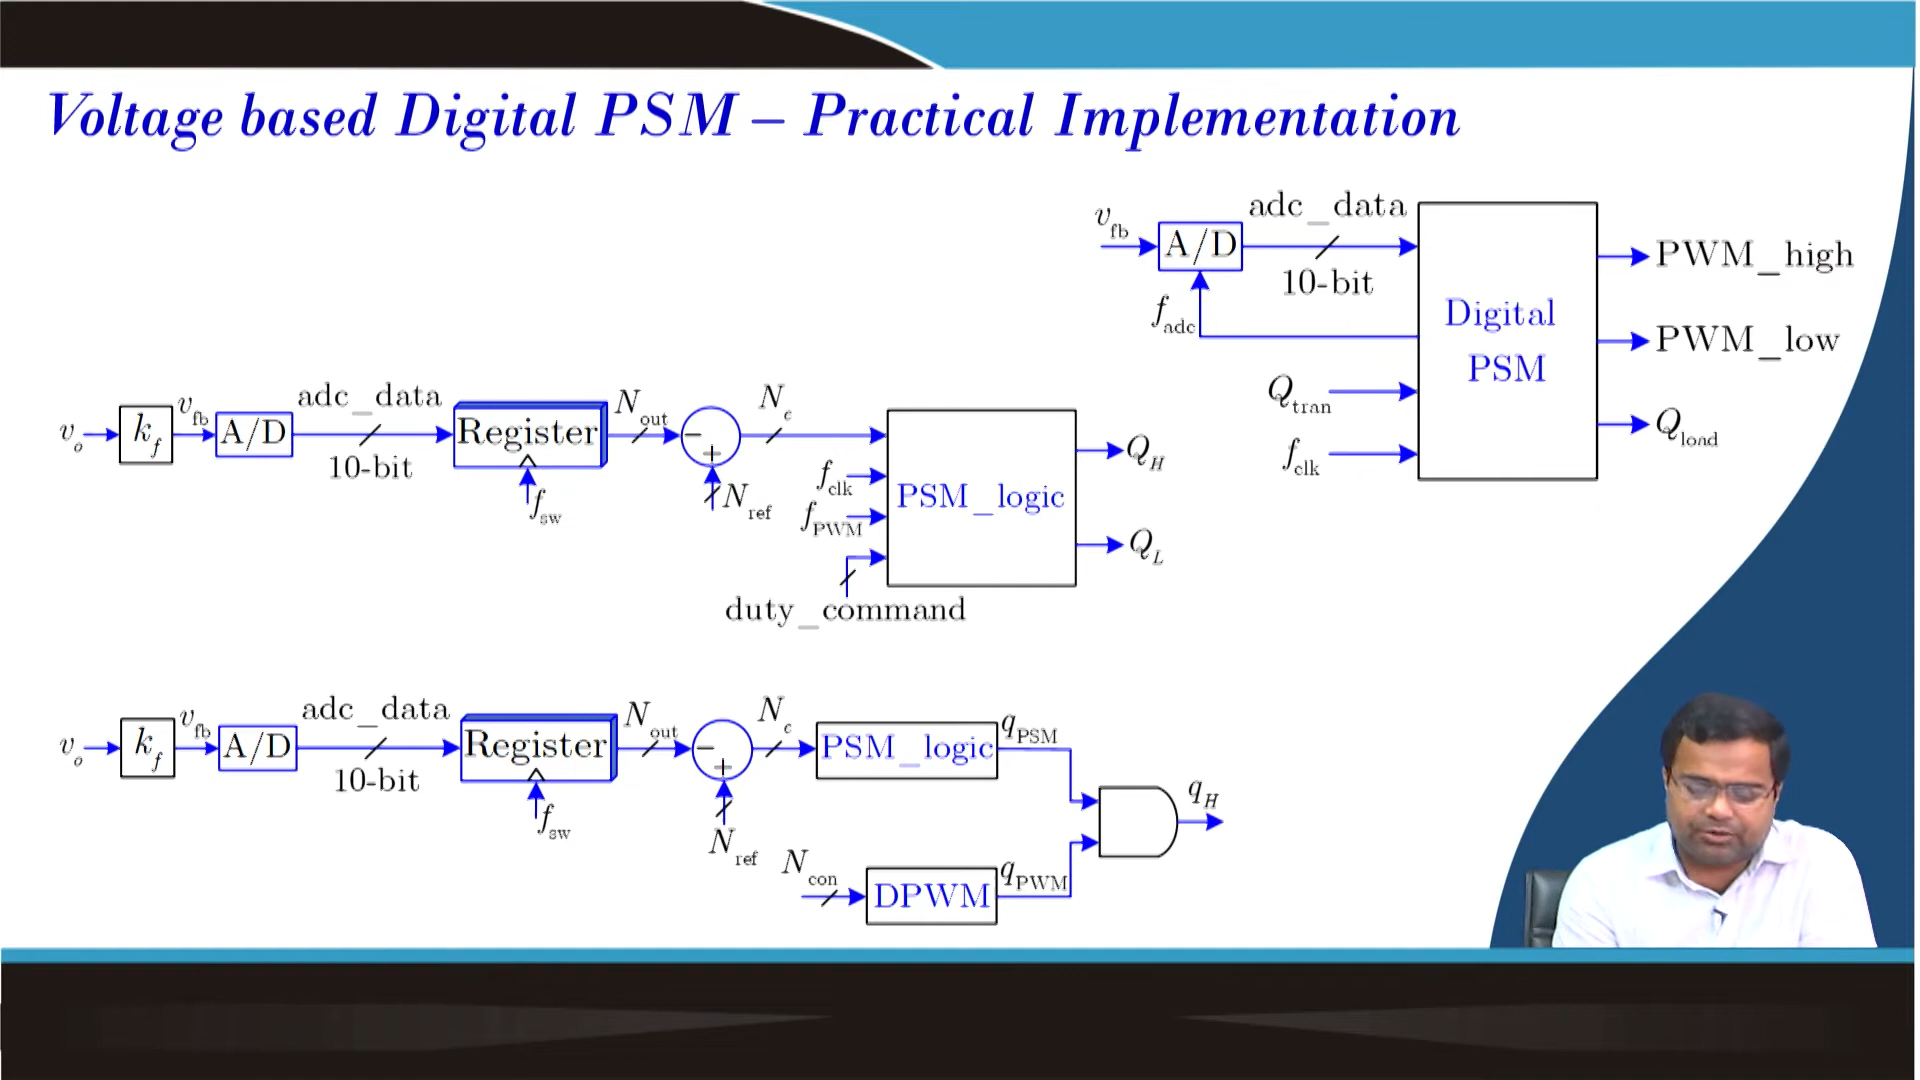 Voltage based Digital PSM – Practical Implementation
v_fb A/D adc_data 10-bit
f_adc
Q_tran
f_clk
Digital PSM
PWM_high
PWM_low
Q_load
v_o k_f v_fb A/D adc_data 10-bit Register N_out − + N_c
f_sw
N_ref
f_clk
f_PWM
duty_command
PSM_logic
Q_H
Q_L
v_o k_f v_fb A/D adc_data 10-bit Register N_out − + N_c PSM_logic q_PSM
f_sw
N_ref
N_con DPWM q_PWM
q_H